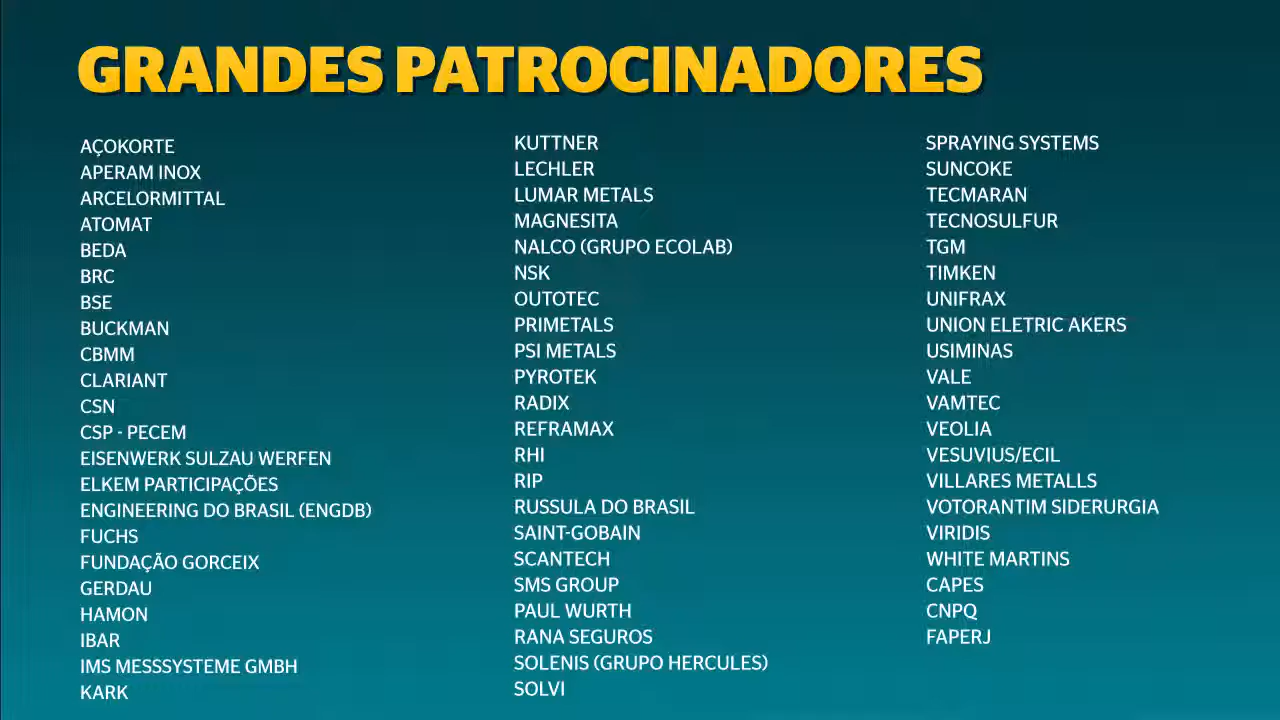 GRANDES PATROCINADORES
AÇOKORTE
APERAM INOX
ARCELORMITTAL
ATOMAT
BEDA
BRC
BSE
BUCKMAN
CBMM
CLARIANT
CSN
CSP - PECEM
EISENWERK SULZAU WERFEN
ELKEM PARTICIPAÇÕES
ENGINEERING DO BRASIL (ENGDB)
FUCHS
FUNDAÇÃO GORCEIX
GERDAU
HAMON
IBAR
IMS MESSSYSTEME GMBH
KARK
KUTTNER
LECHLER
LUMAR METALS
MAGNESITA
NALCO (GRUPO ECOLAB)
NSK
OUTOTEC
PRIMETALS
PSI METALS
PYROTEK
RADIX
REFRAMAX
RHI
RIP
RUSSULA DO BRASIL
SAINT-GOBAIN
SCANTECH
SMS GROUP
PAUL WURTH
RANA SEGUROS
SOLENIS (GRUPO HERCULES)
SOLVI
SPRAYING SYSTEMS
SUNCOKE
TECMARAN
TECNOSULFUR
TGM
TIMKEN
UNIFRAX
UNION ELETRIC AKERS
USIMINAS
VALE
VAMTEC
VEOLIA
VESUVIUS/ECIL
VILLARES METALLS
VOTORANTIM SIDERURGIA
VIRIDIS
WHITE MARTINS
CAPES
CNPQ
FAPERJ